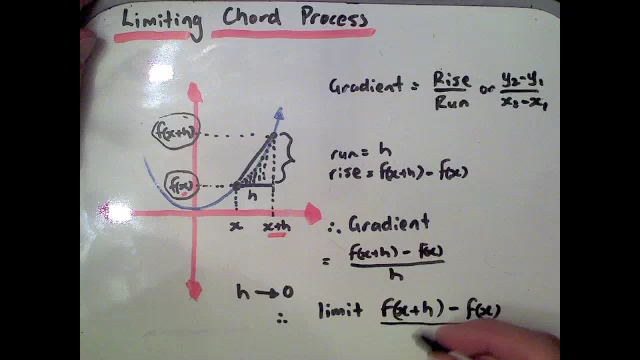 Limiting Chord Process
Gradient = Rise/Run or y₂-y₁/x₂-x₁
f(x+h)
f(x)
h
x
x+h
run = h
rise = f(x+h) - f(x)
∴ Gradient
= f(x+h) - f(x)/h
h → 0
∴ limit f(x+h) - f(x)